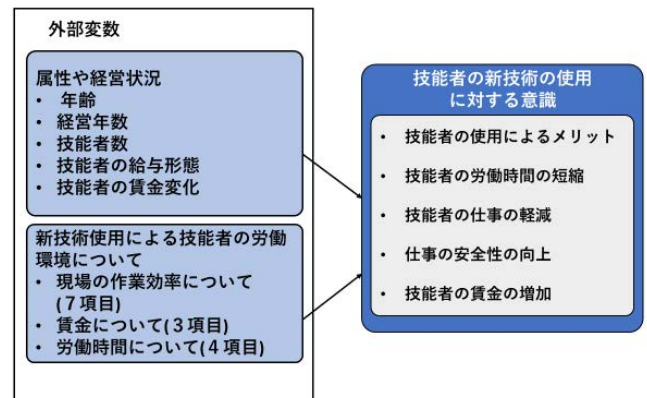 外部変数
属性や経営状況
• 年齢
• 経営年数
• 技能者数
• 技能者の給与形態
• 技能者の賃金変化
新技術使用による技能者の労働
環境について
• 現場の作業効率について
(7項目)
• 賃金について(3項目)
• 労働時間について(4項目)
技能者の新技術の使用
に対する意識
• 技能者の使用によるメリット
• 技能者の労働時間の短縮
• 技能者の仕事の軽減
• 仕事の安全性の向上
• 技能者の賃金の増加